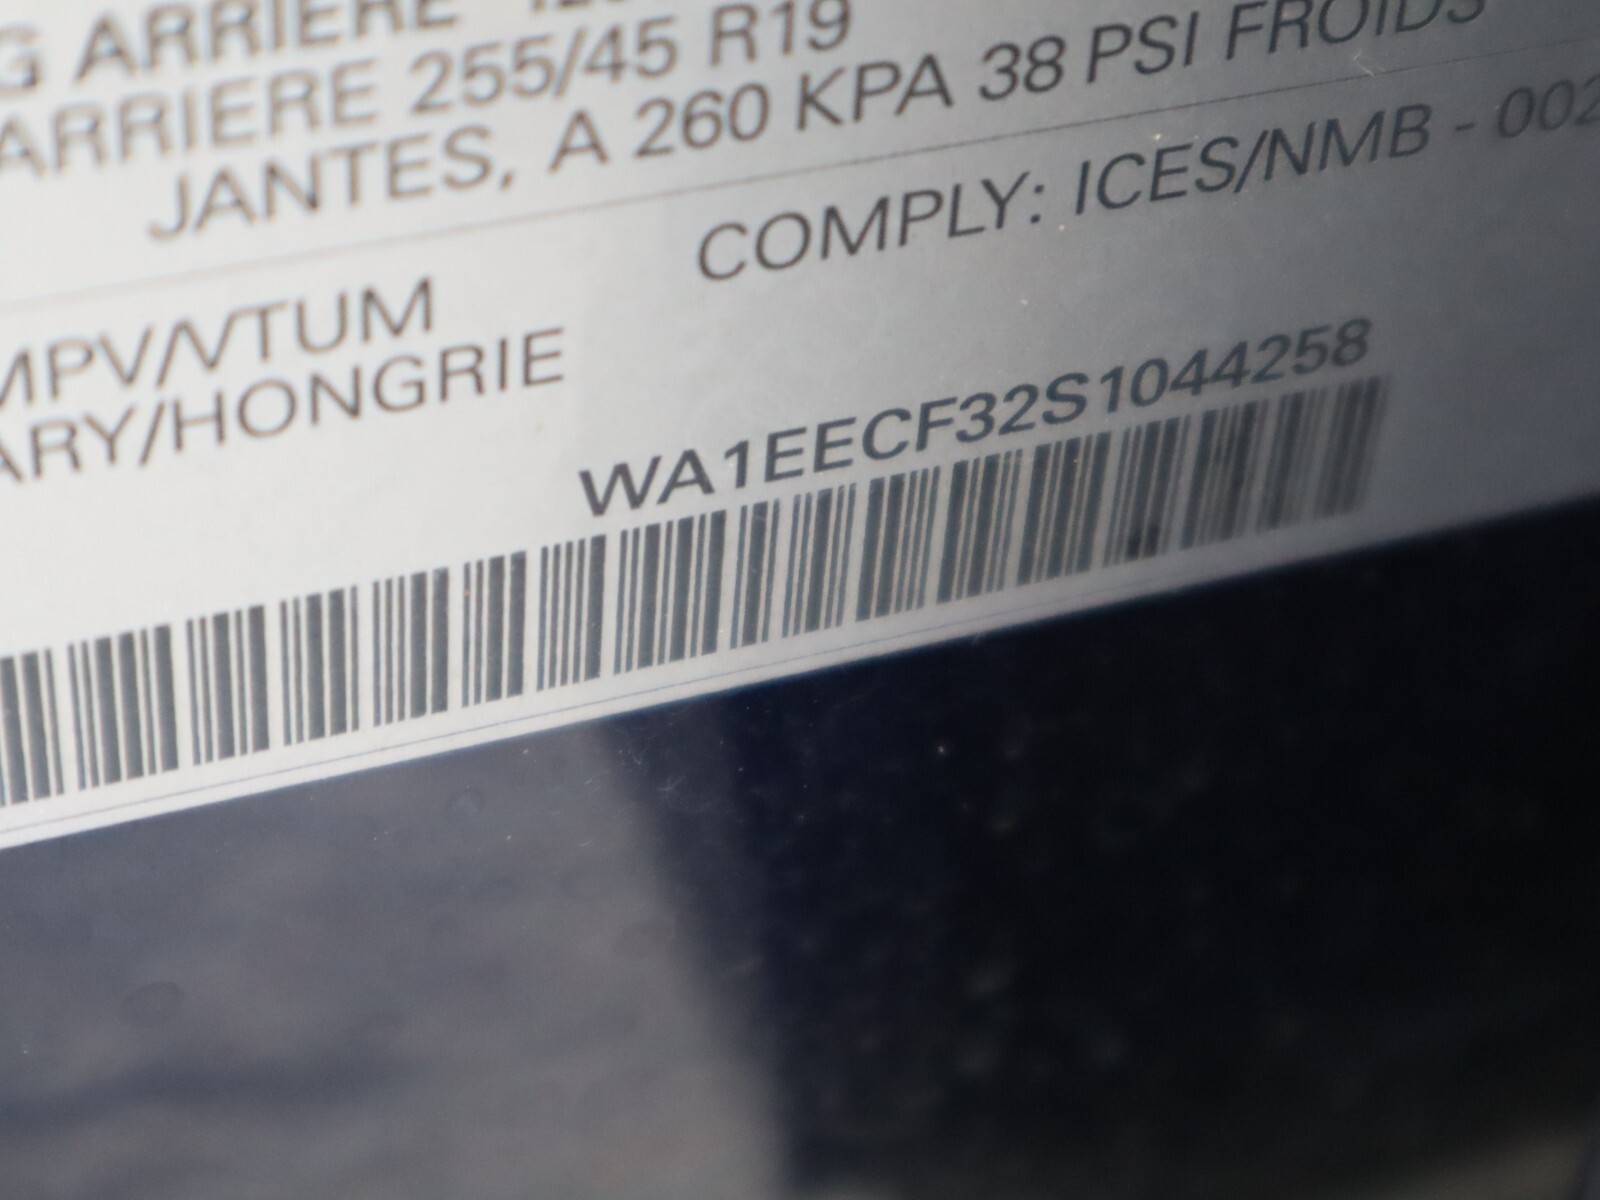 G ARRIERE
ARRIERE 255/45 R19
JANTES, A 260 KPA 38 PSI FROIDS
COMPLY: ICES/NMB - 002
MPV/VTUM
ARY/HONGRIE
WA1EECF32S1044258